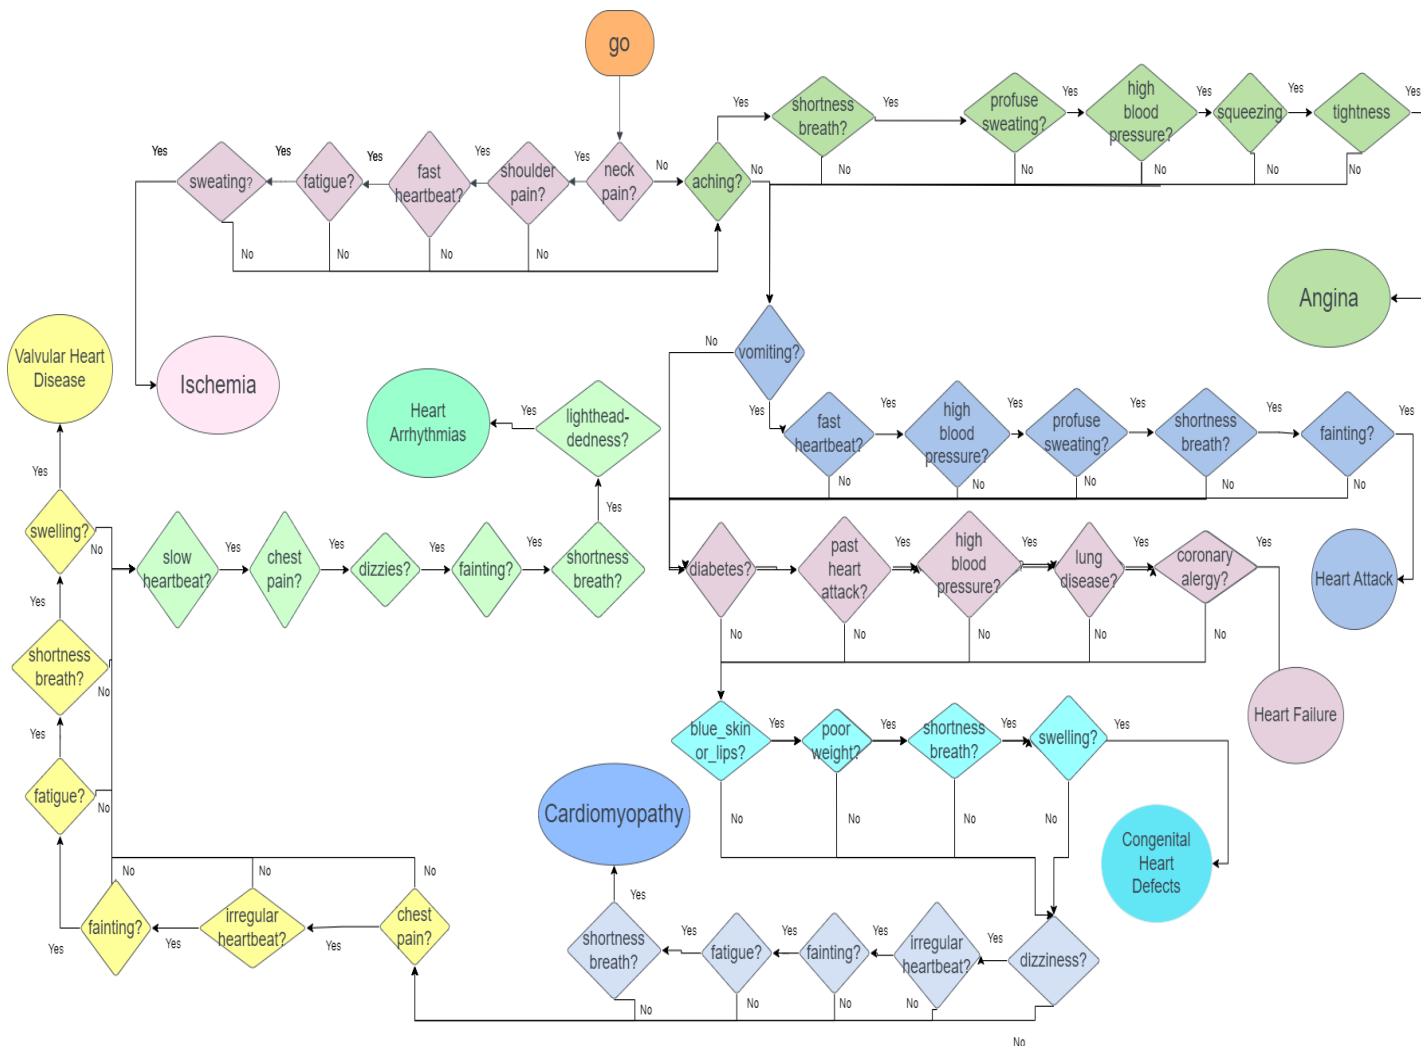 go
Yes
shortness
breath?
Yes
profuse
sweating?
Yes
high
blood
pressure?
Yes
squeezing
Yes
tightness
Yes
Yes
sweating?
Yes
fatigue?
Yes
fast
heartbeat?
Yes
shoulder
pain?
Yes
neck
pain?
No
aching?
No
No
No
No
No
No
No
No
No
No
Angina
Valvular Heart
Disease
Ischemia
Heart
Arrhythmias
Yes
lighthead-
dedness?
No
vomiting?
Yes
fast
heartbeat?
Yes
high
blood
pressure?
Yes
profuse
sweating?
Yes
shortness
breath?
Yes
fainting?
Yes
No
No
No
No
No
Yes
swelling?
No
slow
heartbeat?
Yes
chest
pain?
Yes
dizzies?
Yes
fainting?
Yes
shortness
breath?
Yes
diabetes?
past
heart
attack?
Yes
high
blood
pressure?
lung
disease?
Yes
coronary
alergy?
Yes
Heart Attack
No
No
No
No
No
Heart Failure
Yes
shortness
breath?
No
Yes
fatigue?
No
blue_skin
or_lips?
Yes
poor
weight?
Yes
shortness
breath?
Yes
swelling?
Yes
No
No
No
No
Cardiomyopathy
Congenital
Heart
Defects
No
No
No
Yes
fainting?
Yes
irregular
heartbeat?
Yes
chest
pain?
Yes
shortness
breath?
Yes
fatigue?
Yes
fainting?
Yes
irregular
heartbeat?
Yes
dizziness?
No
No
No
No
No